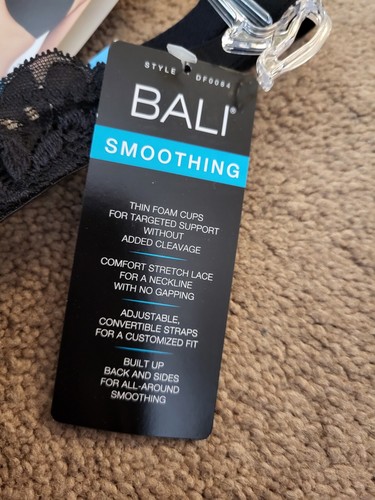 STYLE DF0084
BALI®
SMOOTHING
THIN FOAM CUPS
FOR TARGETED SUPPORT
WITHOUT
ADDED CLEAVAGE
COMFORT STRETCH LACE
FOR A NECKLINE
WITH NO GAPPING
ADJUSTABLE,
CONVERTIBLE STRAPS
FOR A CUSTOMIZED FIT
BUILT UP
BACK AND SIDES
FOR ALL-AROUND
SMOOTHING